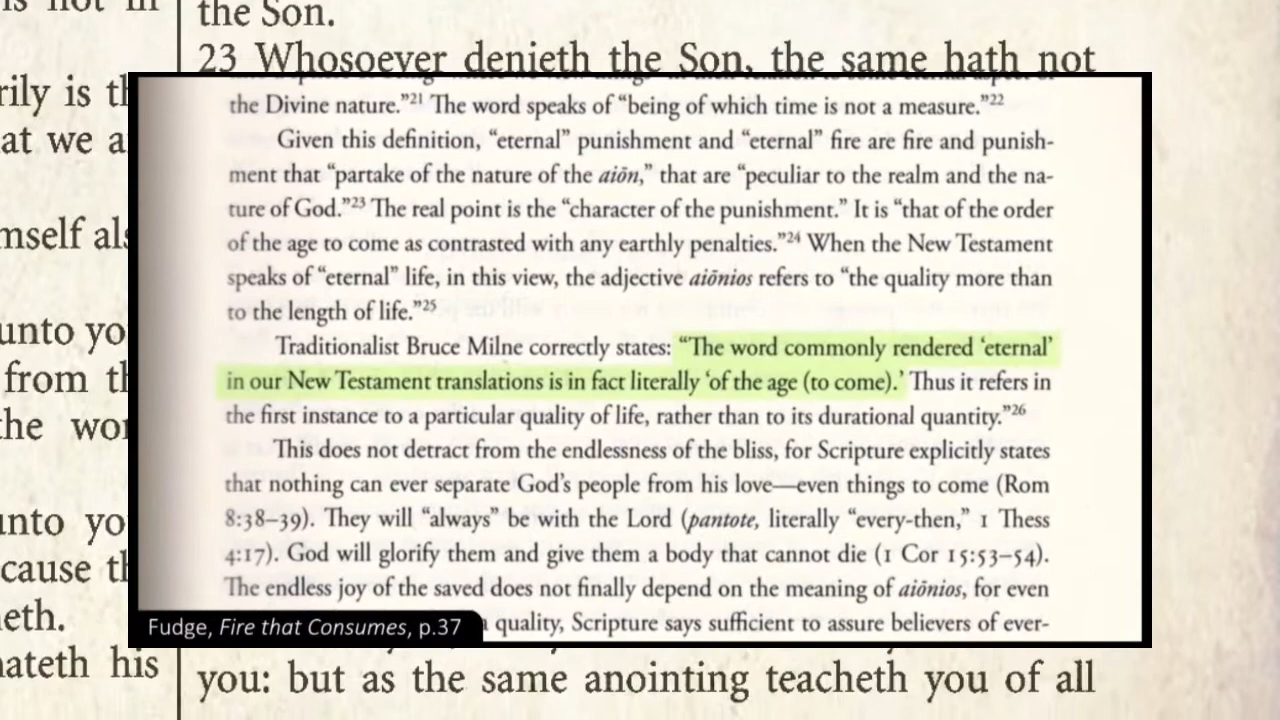 the Son.
23 Whosoever denieth the Son, the same hath not
rily is th
at we a
mself als
unto yo
from th
the wor
unto yo
cause th
neth.
hateth his
the Divine nature.”21 The word speaks of “being of which time is not a measure.”22
Given this definition, “eternal” punishment and “eternal” fire are fire and punish-
ment that “partake of the nature of the aiōn,” that are “peculiar to the realm and the na-
ture of God.”23 The real point is the “character of the punishment.” It is “that of the order
of the age to come as contrasted with any earthly penalties.”24 When the New Testament
speaks of “eternal” life, in this view, the adjective aiōnios refers to “the quality more than
to the length of life.”25
Traditionalist Bruce Milne correctly states: “The word commonly rendered ‘eternal’
in our New Testament translations is in fact literally ‘of the age (to come).’ Thus it refers in
the first instance to a particular quality of life, rather than to its durational quantity.”26
This does not detract from the endlessness of the bliss, for Scripture explicitly states
that nothing can ever separate God’s people from his love—even things to come (Rom
8:38–39). They will “always” be with the Lord (pantote, literally “every-then,” 1 Thess
4:17). God will glorify them and give them a body that cannot die (1 Cor 15:53–54).
The endless joy of the saved does not finally depend on the meaning of aiōnios, for even
quality, Scripture says sufficient to assure believers of ever-
Fudge, Fire that Consumes, p.37
you: but as the same anointing teacheth you of all